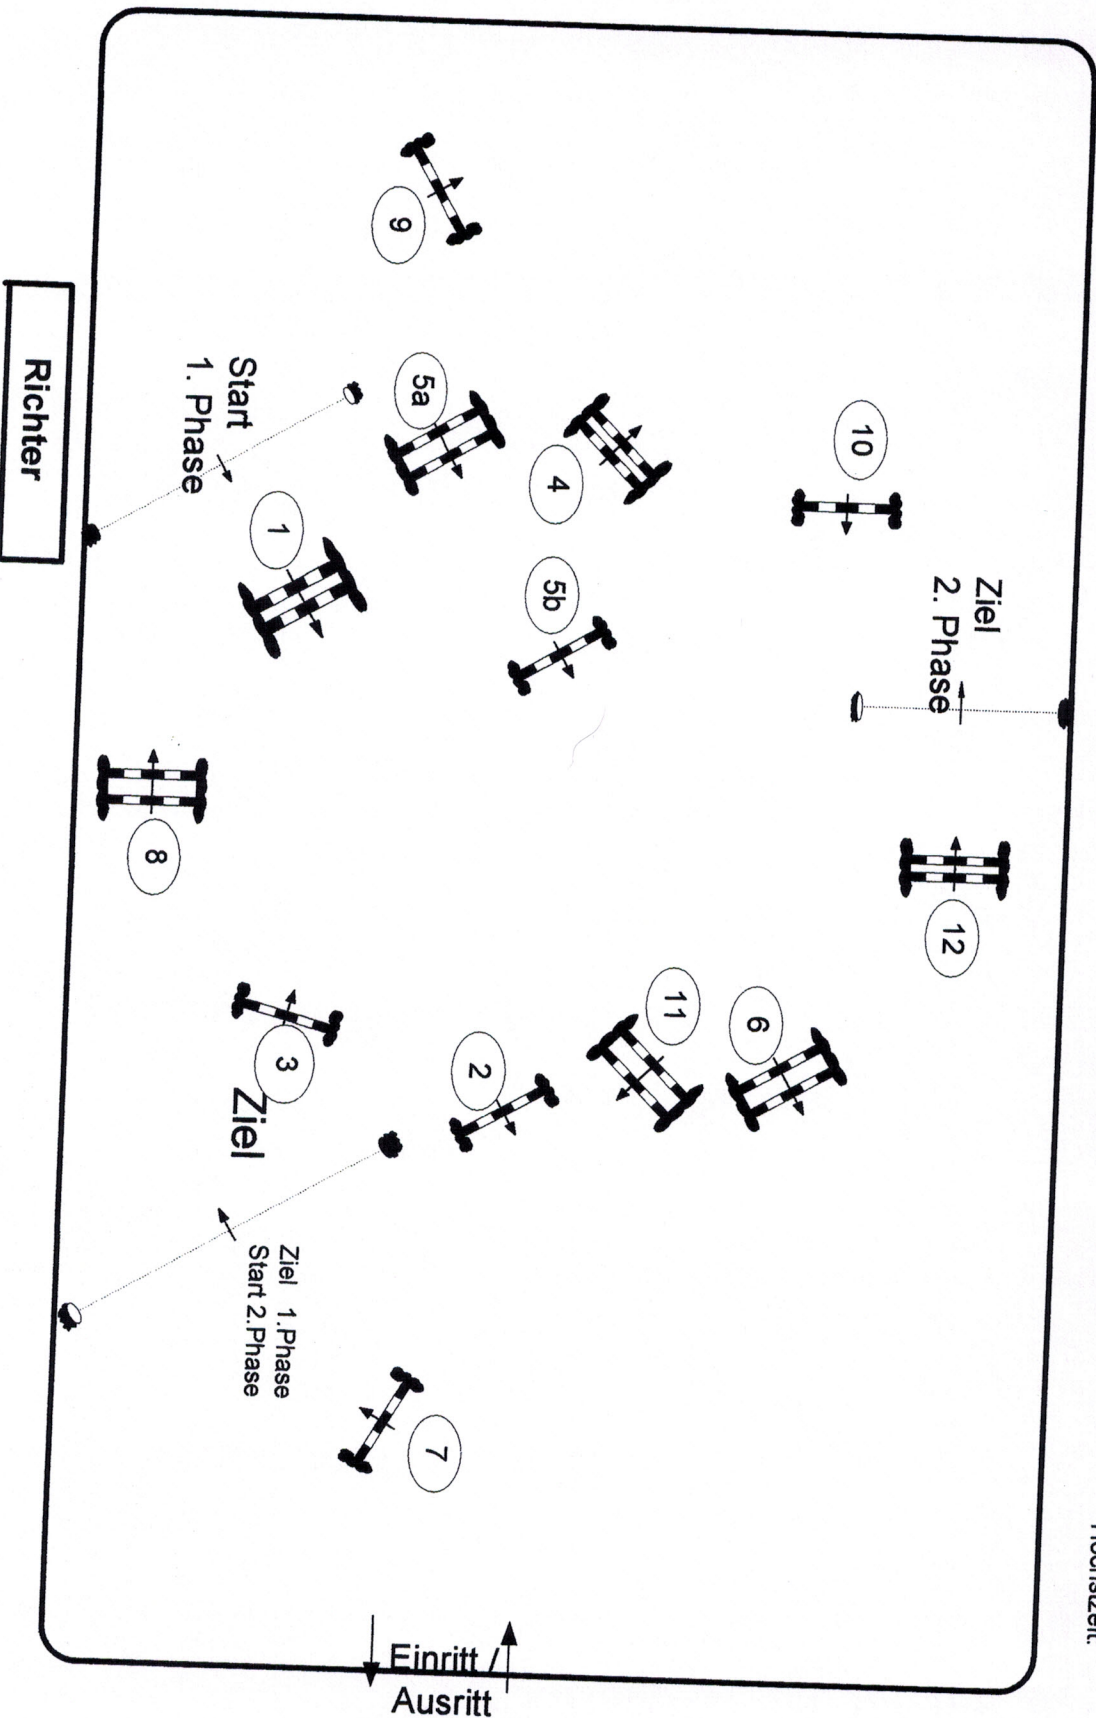 Ziel
2. Phase
10
12
6
11
4
5b
2
5a
9
7
1
3
Ziel 1.Phase
Start 2.Phase
Ziel
Start
1. Phase
8
Einritt /
Ausritt
Richter